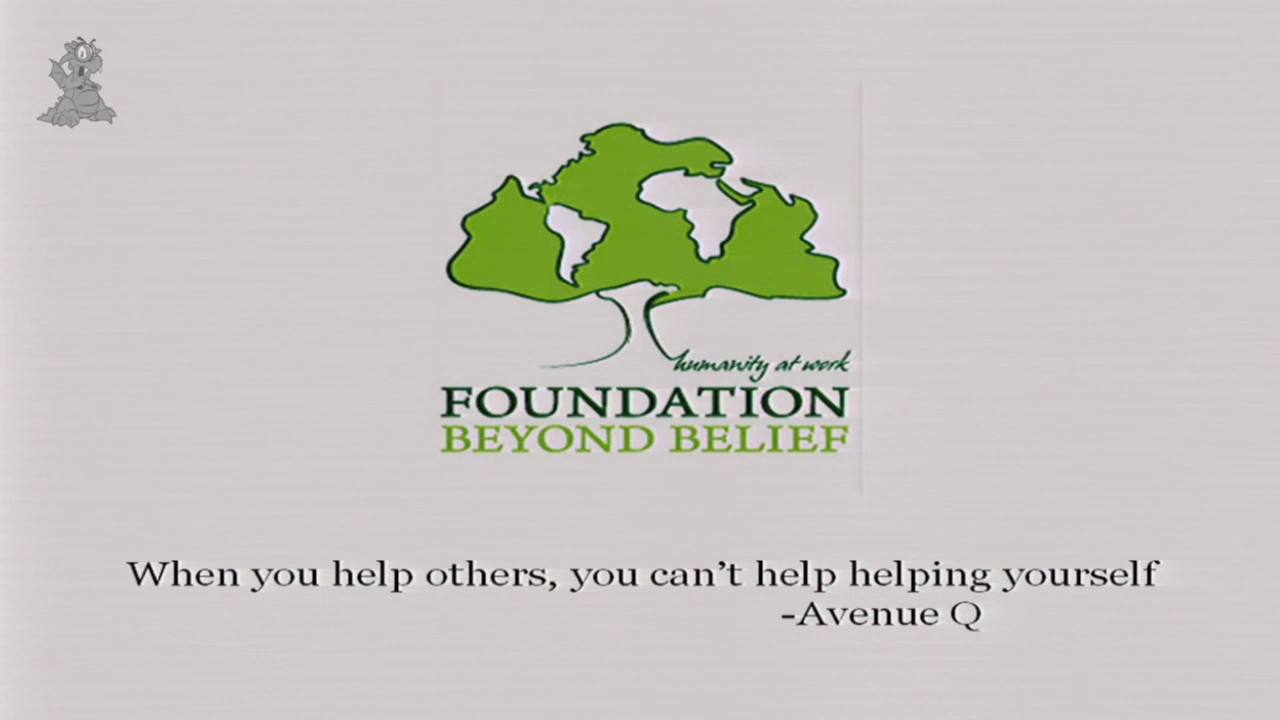 humanity at work
FOUNDATION
BEYOND BELIEF
When you help others, you can't help helping yourself
-Avenue Q